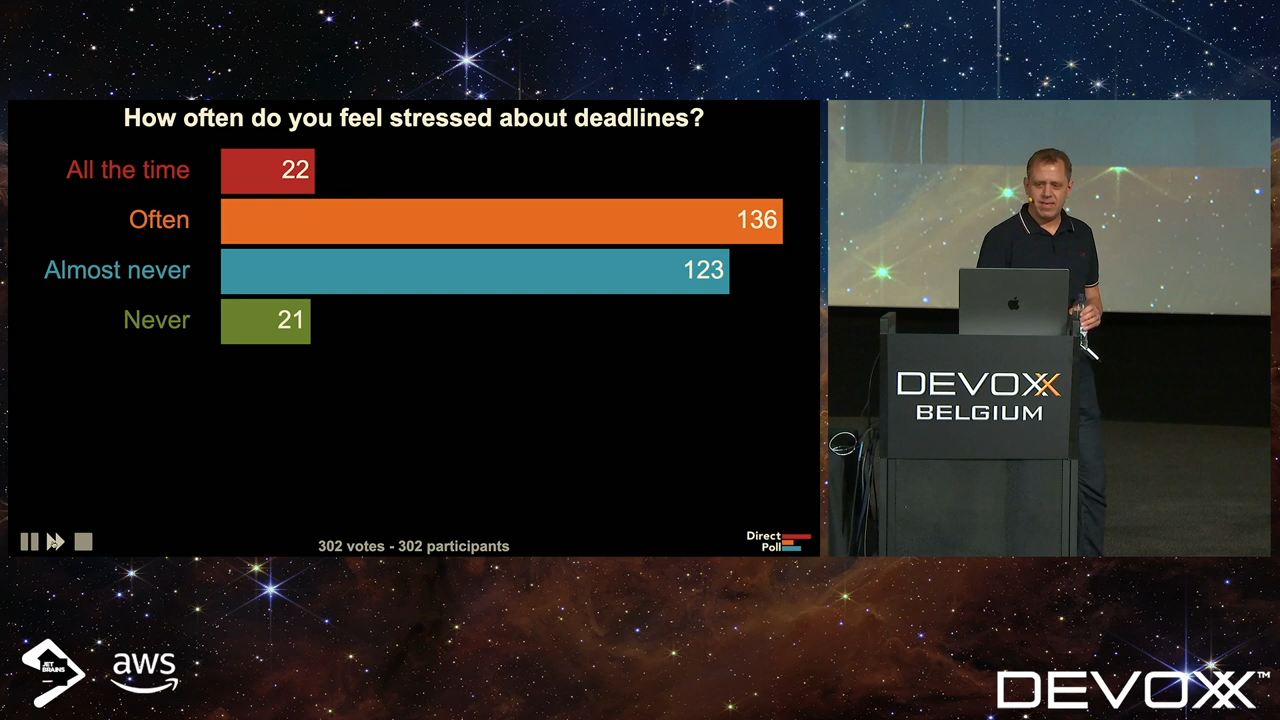 How often do you feel stressed about deadlines?
All the time 22
Often 136
Almost never 123
Never 21
302 votes - 302 participants
Direct
Poll
DEVOXX
BELGIUM
JET
BRAINS
aws
DEVOXX™